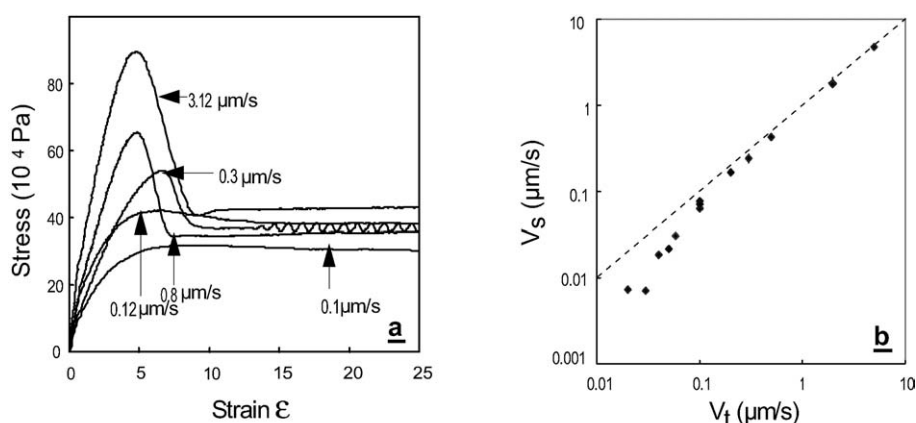 Stress (10 4 Pa)
80
60
40
20
0
3.12 µm/s
0.3 µm/s
0.12µm/s
0.8 µm/s
0.1µm/s
a
0 5 10 15 20 25
Strain ε
Vs (µm/s)
10
1
0.1
0.01
0.001
b
0.01 0.1 1 10
Vt (µm/s)